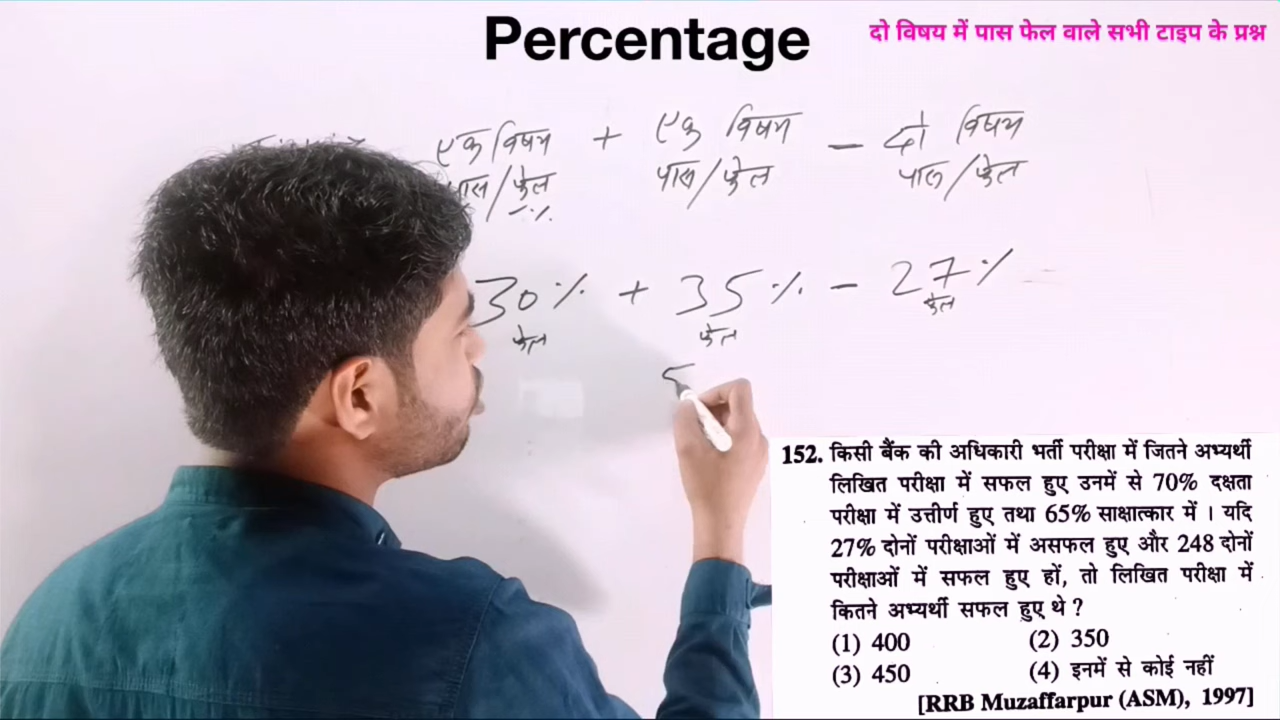 Percentage
दो विषय में पास फेल वाले सभी टाइप के प्रश्न
एक विषय + एक विषय - दो विषय
पास/फेल पास/फेल पास/फेल
30% + 35% - 27%
फेल फेल फेल
152. किसी बैंक की अधिकारी भर्ती परीक्षा में जितने अभ्यर्थी
लिखित परीक्षा में सफल हुए उनमें से 70% दक्षता
परीक्षा में उत्तीर्ण हुए तथा 65% साक्षात्कार में । यदि
27% दोनों परीक्षाओं में असफल हुए और 248 दोनों
परीक्षाओं में सफल हुए हों, तो लिखित परीक्षा में
कितने अभ्यर्थी सफल हुए थे ?
(1) 400 (2) 350
(3) 450 (4) इनमें से कोई नहीं
[RRB Muzaffarpur (ASM), 1997]